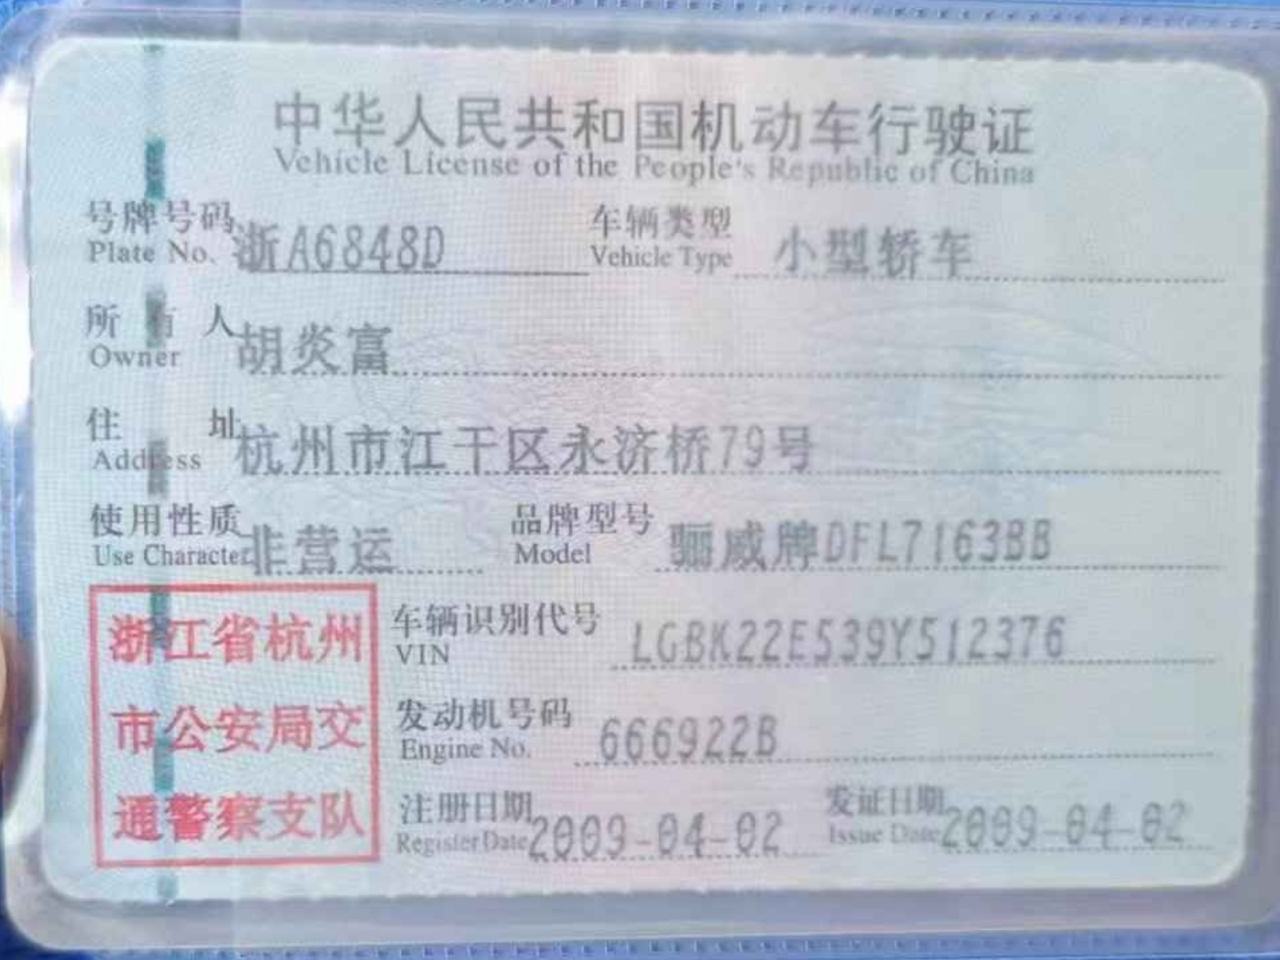 中华人民共和国机动车行驶证
Vehicle License of the People's Republic of China
号牌号码 浙A6848D 车辆类型 小型轿车
Plate No. Vehicle Type
所有人 胡炎富
Owner
住址 杭州市江干区永济桥79号
Address
使用性质 非营运 品牌型号 骊威牌DFL7163BB
Use Character Model
浙江省杭州
市公安局交
通警察支队
车辆识别代号 LGBK22E539Y512376
VIN
发动机号码 666922B
Engine No.
注册日期 2009-04-02 发证日期 2009-04-02
Register Date Issue Date